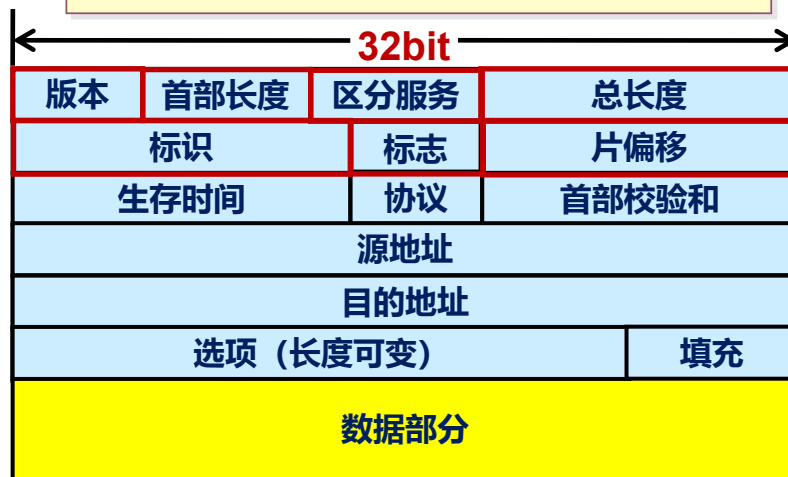 32bit
版本 首部长度 区分服务 总长度
标识 标志 片偏移
生存时间 协议 首部校验和
源地址
目的地址
选项（长度可变） 填充
数据部分